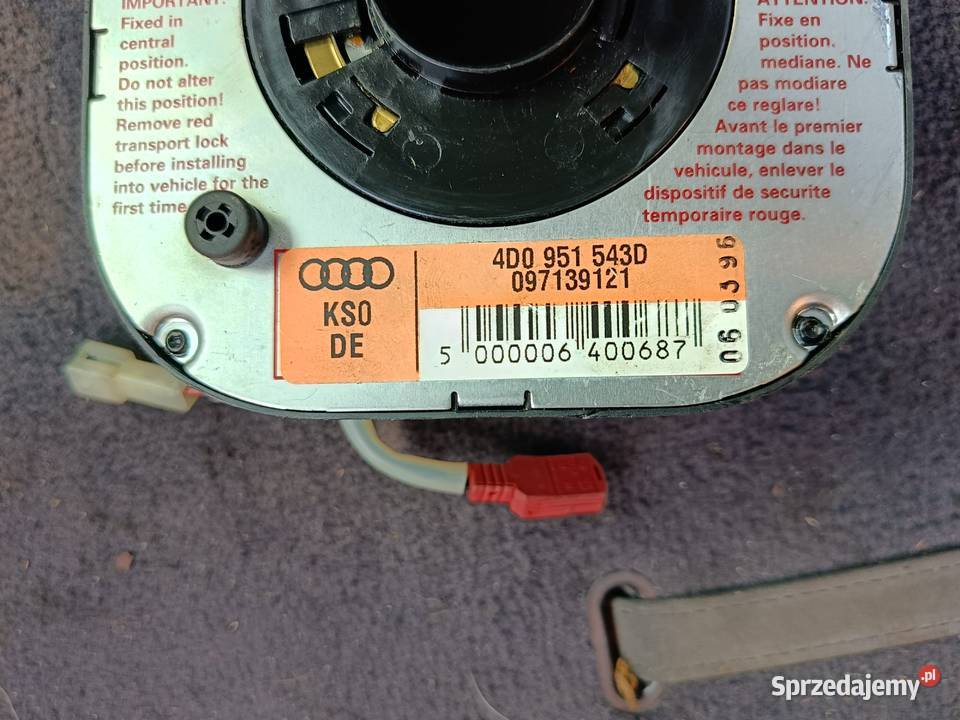 IMPORTANT:
Fixed in
central
position.
Do not alter
this position!
Remove red
transport lock
before installing
into vehicle for the
first time.
ATTENTION:
Fixe en
position.
mediane. Ne
pas modiare
ce reglare!
Avant le premier
montage dans le
vehicule, enlever le
dispositif de securite
temporaire rouge.
KS0
DE
4D0 951 543D
097139121
5 000006 400687
060396
Sprzedajemy.pl